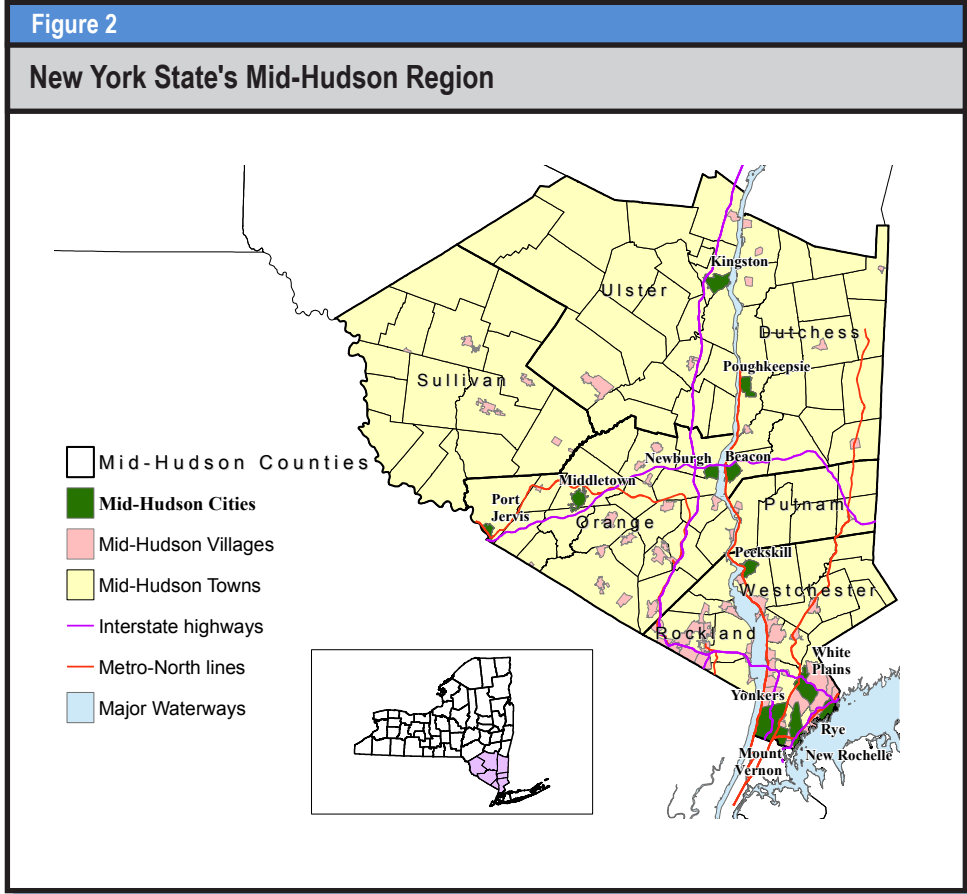 Figure 2
New York State's Mid-Hudson Region
Kingston
Ulster
Dutchess
Poughkeepsie
Sullivan
Newburgh
Beacon
Middletown
Port
Jervis
Orange
Putnam
Peekskill
Westchester
Rockland
White
Plains
Yonkers
Rye
New Rochelle
Mount
Vernon
Mid-Hudson Counties
Mid-Hudson Cities
Mid-Hudson Villages
Mid-Hudson Towns
Interstate highways
Metro-North lines
Major Waterways